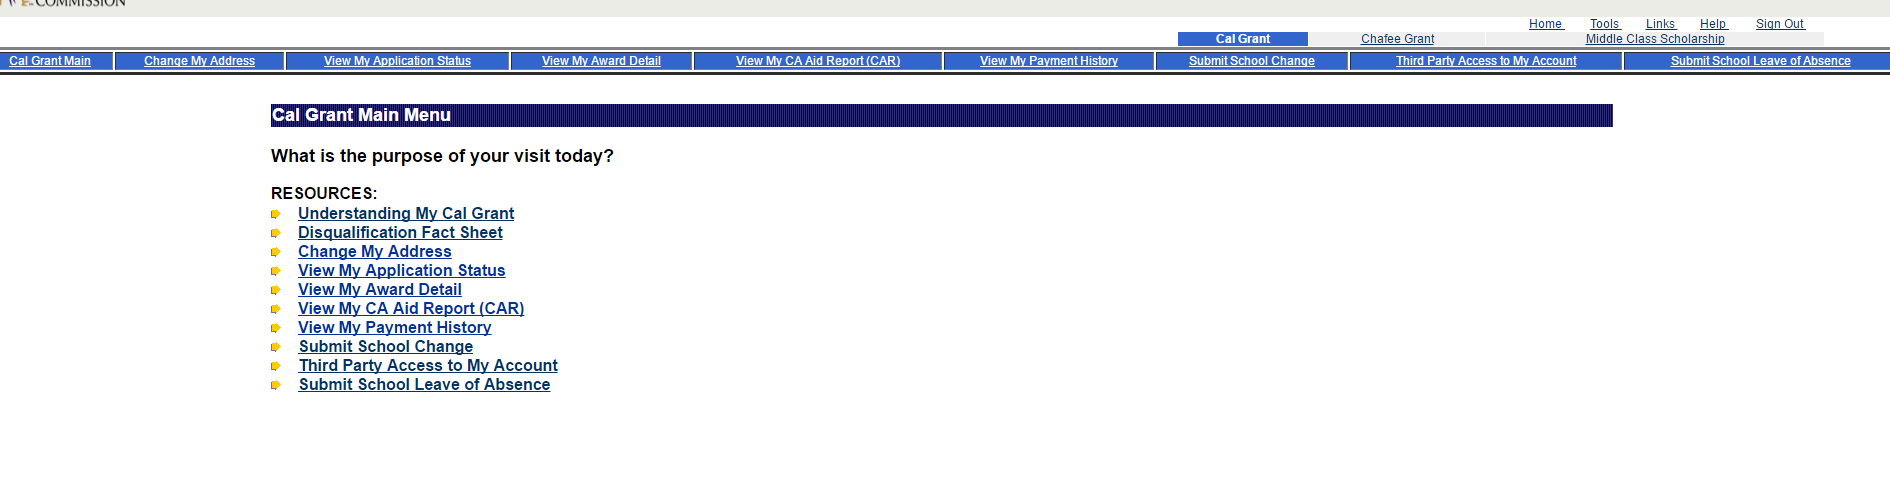 COMMISSION
Home Tools Links Help Sign Out
Cal Grant Chafee Grant Middle Class Scholarship
Cal Grant Main Change My Address View My Application Status View My Award Detail View My CA Aid Report (CAR) View My Payment History Submit School Change Third Party Access to My Account Submit School Leave of Absence
Cal Grant Main Menu
What is the purpose of your visit today?
RESOURCES:
Understanding My Cal Grant
Disqualification Fact Sheet
Change My Address
View My Application Status
View My Award Detail
View My CA Aid Report (CAR)
View My Payment History
Submit School Change
Third Party Access to My Account
Submit School Leave of Absence